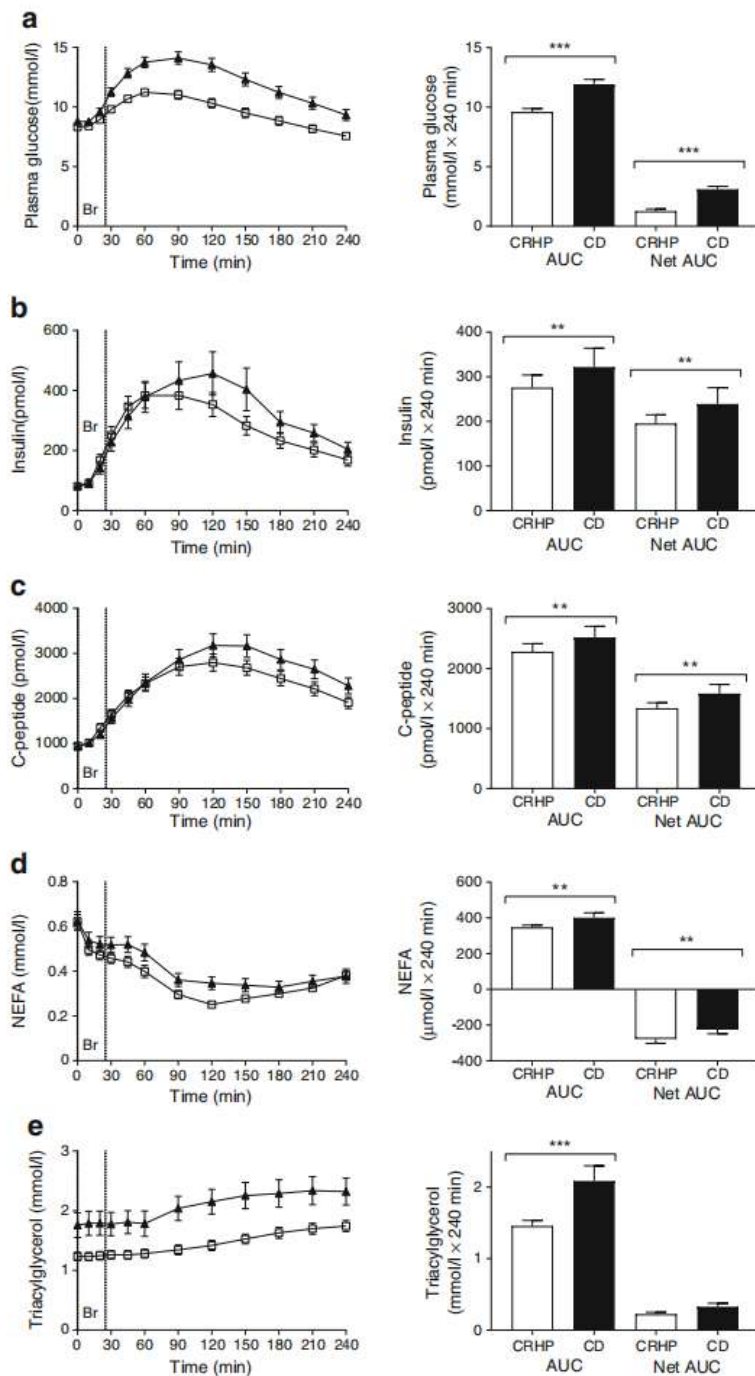 a
Plasma glucose(mmol/l)
15
10
5
0
Br
0 30 60 90 120 150 180 210 240
Time (min)
Plasma glucose
(mmol/l × 240 min)
15
10
5
0
***
***
CRHP CD CRHP CD
AUC Net AUC
b
Insulin(pmol/l)
600
400
200
0
Br
0 30 60 90 120 150 180 210 240
Time (min)
Insulin
(pmol/l × 240 min)
400
300
200
100
0
**
**
CRHP CD CRHP CD
AUC Net AUC
c
C-peptide (pmol/l)
4000
3000
2000
1000
0
Br
0 30 60 90 120 150 180 210 240
Time (min)
C-peptide
(pmol/l × 240 min)
3000
2000
1000
0
**
**
CRHP CD CRHP CD
AUC Net AUC
d
NEFA (mmol/l)
0.8
0.6
0.4
0.2
0
Br
0 30 60 90 120 150 180 210 240
Time (min)
NEFA
(μmol/l × 240 min)
600
400
200
0
-200
-400
**
**
CRHP CD CRHP CD
AUC Net AUC
e
Triacylglycerol (mmol/l)
3
2
1
0
Br
0 30 60 90 120 150 180 210 240
Time (min)
Triacylglycerol
(mmol/l × 240 min)
2
1
0
***
CRHP CD CRHP CD
AUC Net AUC